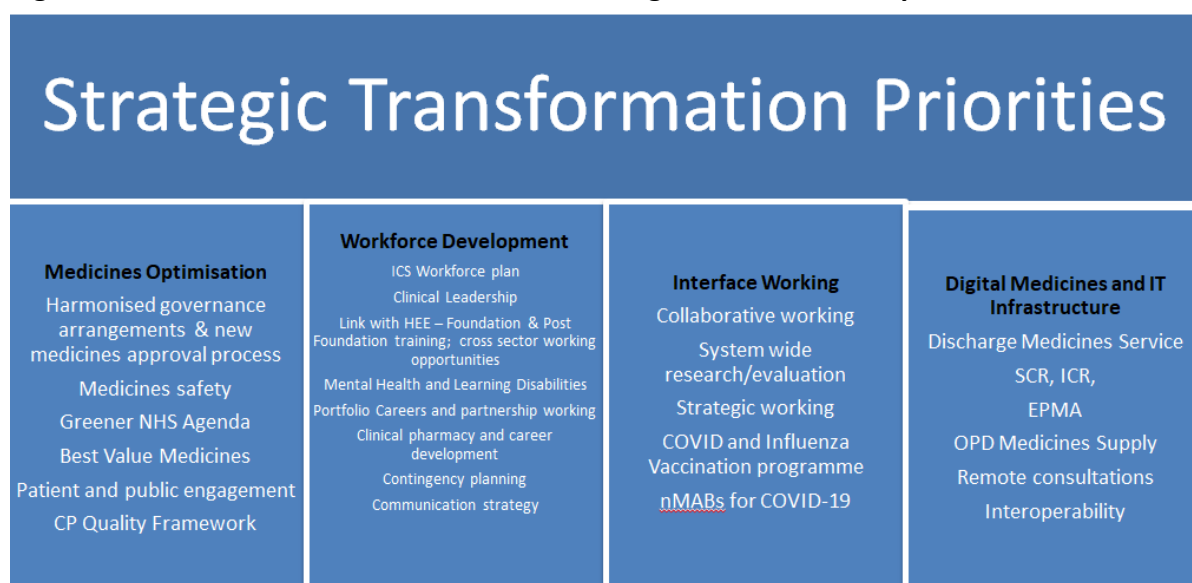 Strategic Transformation Priorities
Medicines Optimisation
Harmonised governance
arrangements & new
medicines approval process
Medicines safety
Greener NHS Agenda
Best Value Medicines
Patient and public engagement
CP Quality Framework
Workforce Development
ICS Workforce plan
Clinical Leadership
Link with HEE – Foundation & Post
Foundation training; cross sector working
opportunities
Mental Health and Learning Disabilities
Portfolio Careers and partnership working
Clinical pharmacy and career
development
Contingency planning
Communication strategy
Interface Working
Collaborative working
System wide
research/evaluation
Strategic working
COVID and Influenza
Vaccination programme
nMABs for COVID-19
Digital Medicines and IT
Infrastructure
Discharge Medicines Service
SCR, ICR,
EPMA
OPD Medicines Supply
Remote consultations
Interoperability